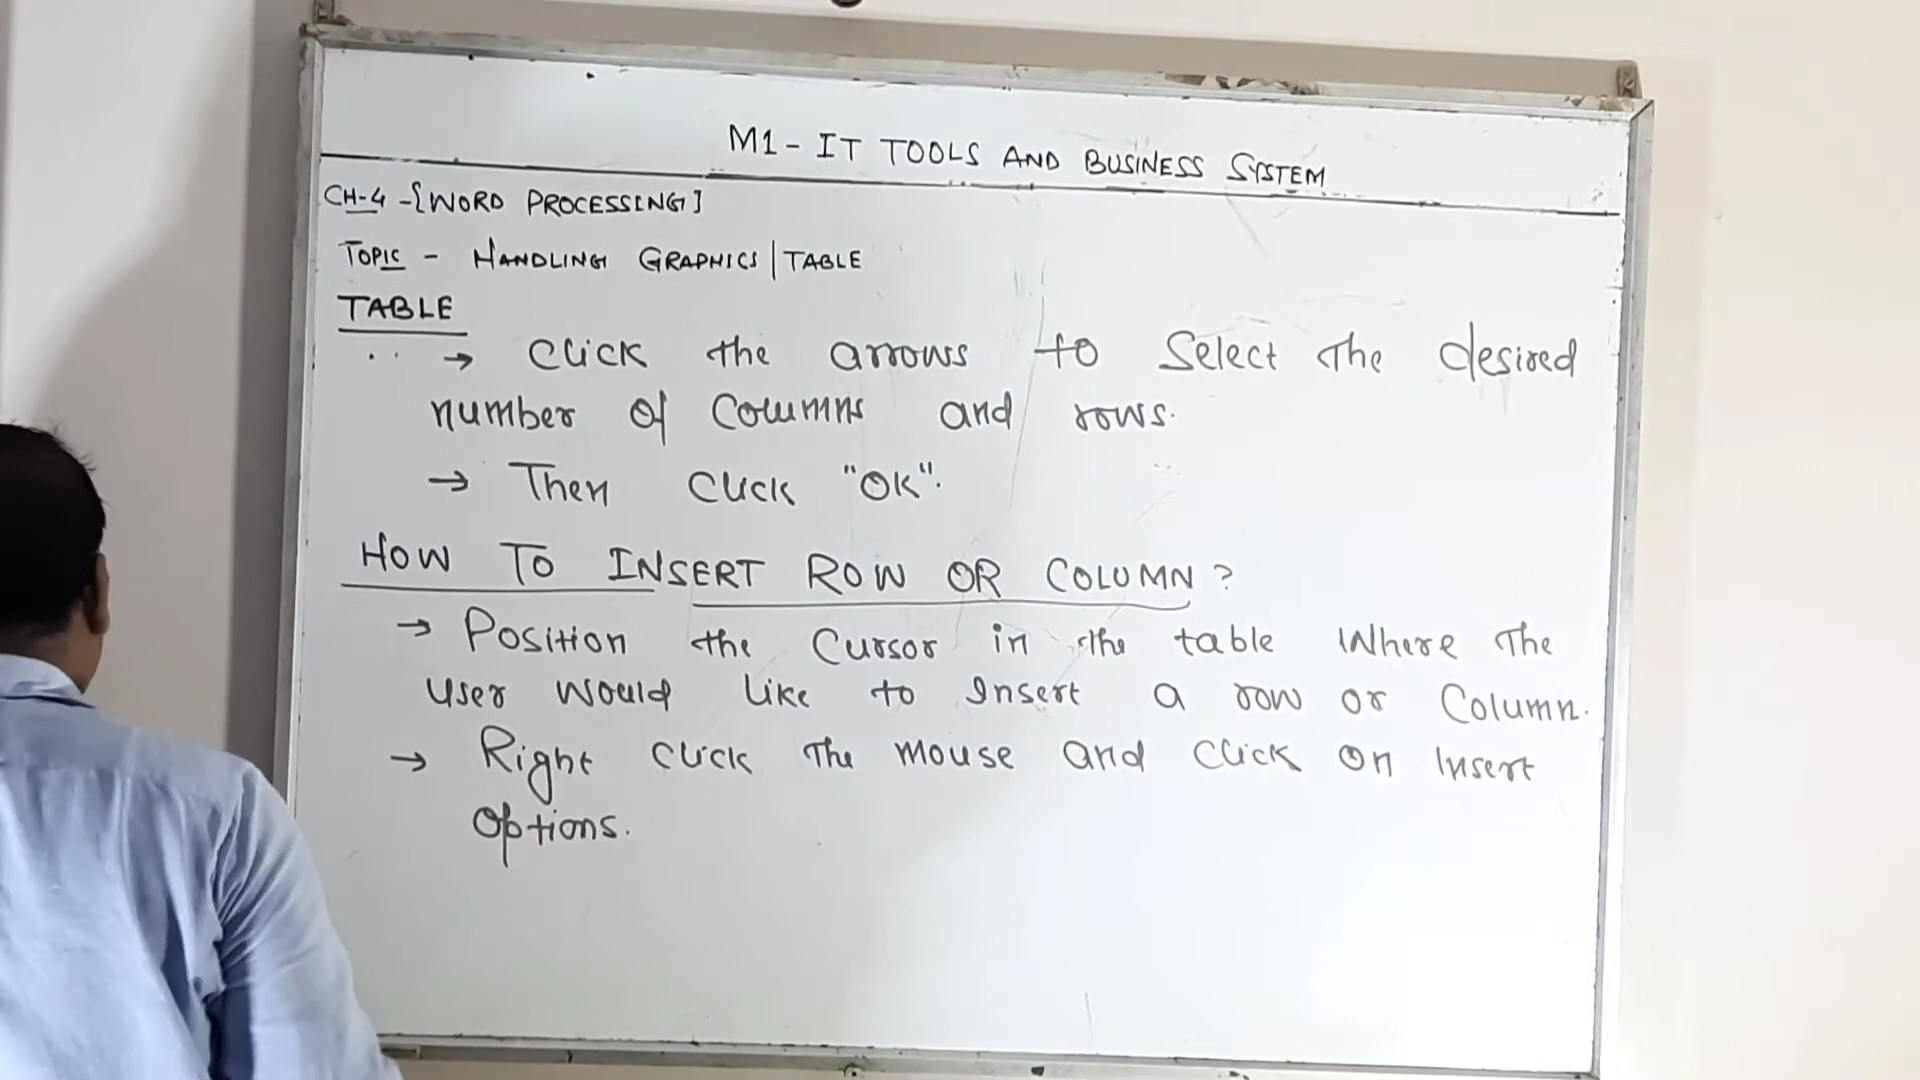 M1 - IT TOOLS AND BUSINESS SYSTEM
CH-4 - [WORD PROCESSING]
TOPIC - HANDLING GRAPHICS | TABLE
TABLE
→ Click the arrows to Select The desired
number of Columns and rows.
→ Then Click "OK".
HOW TO INSERT ROW OR COLUMN?
→ Position the Cursor in the table Where The
User Would like to Insert a row or Column.
→ Right Click The Mouse and Click On Insert
Options.